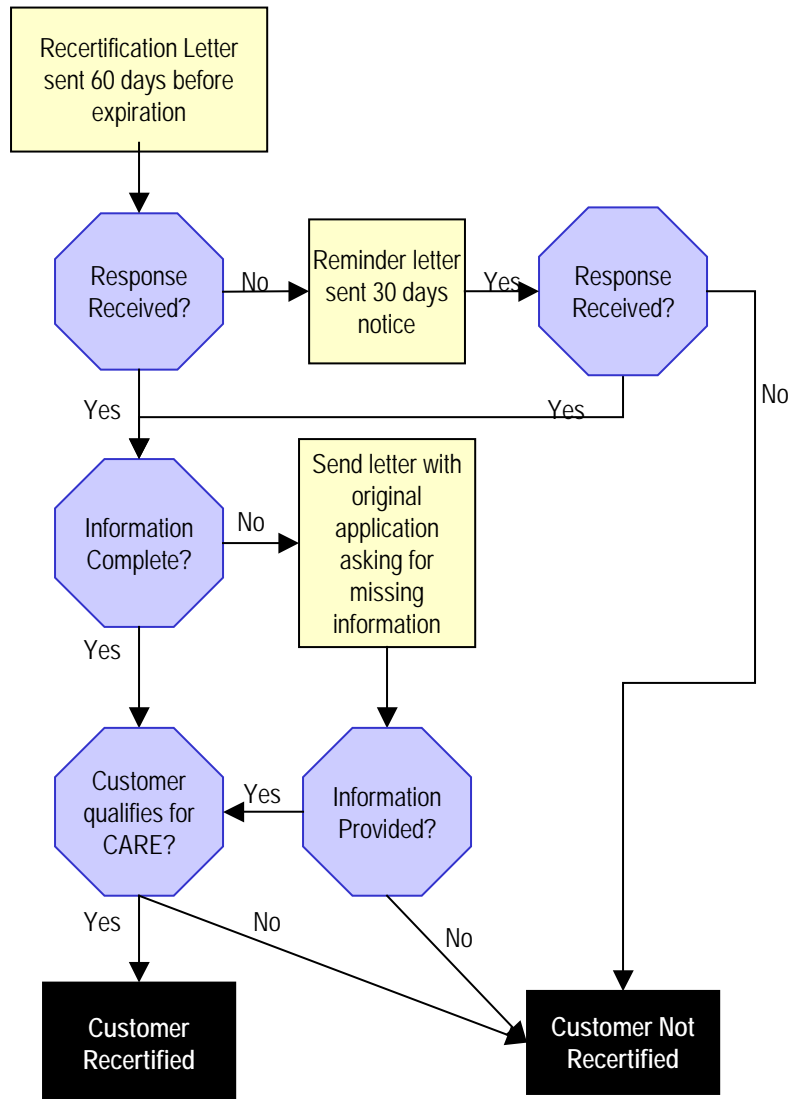 Recertification Letter
sent 60 days before
expiration
Response
Received?
No
Reminder letter
sent 30 days
notice
Yes
Response
Received?
No
Yes
Yes
Information
Complete?
No
Send letter with
original
application
asking for
missing
information
Yes
Customer
qualifies for
CARE?
Yes
Information
Provided?
Yes
No
No
Customer
Recertified
Customer Not
Recertified